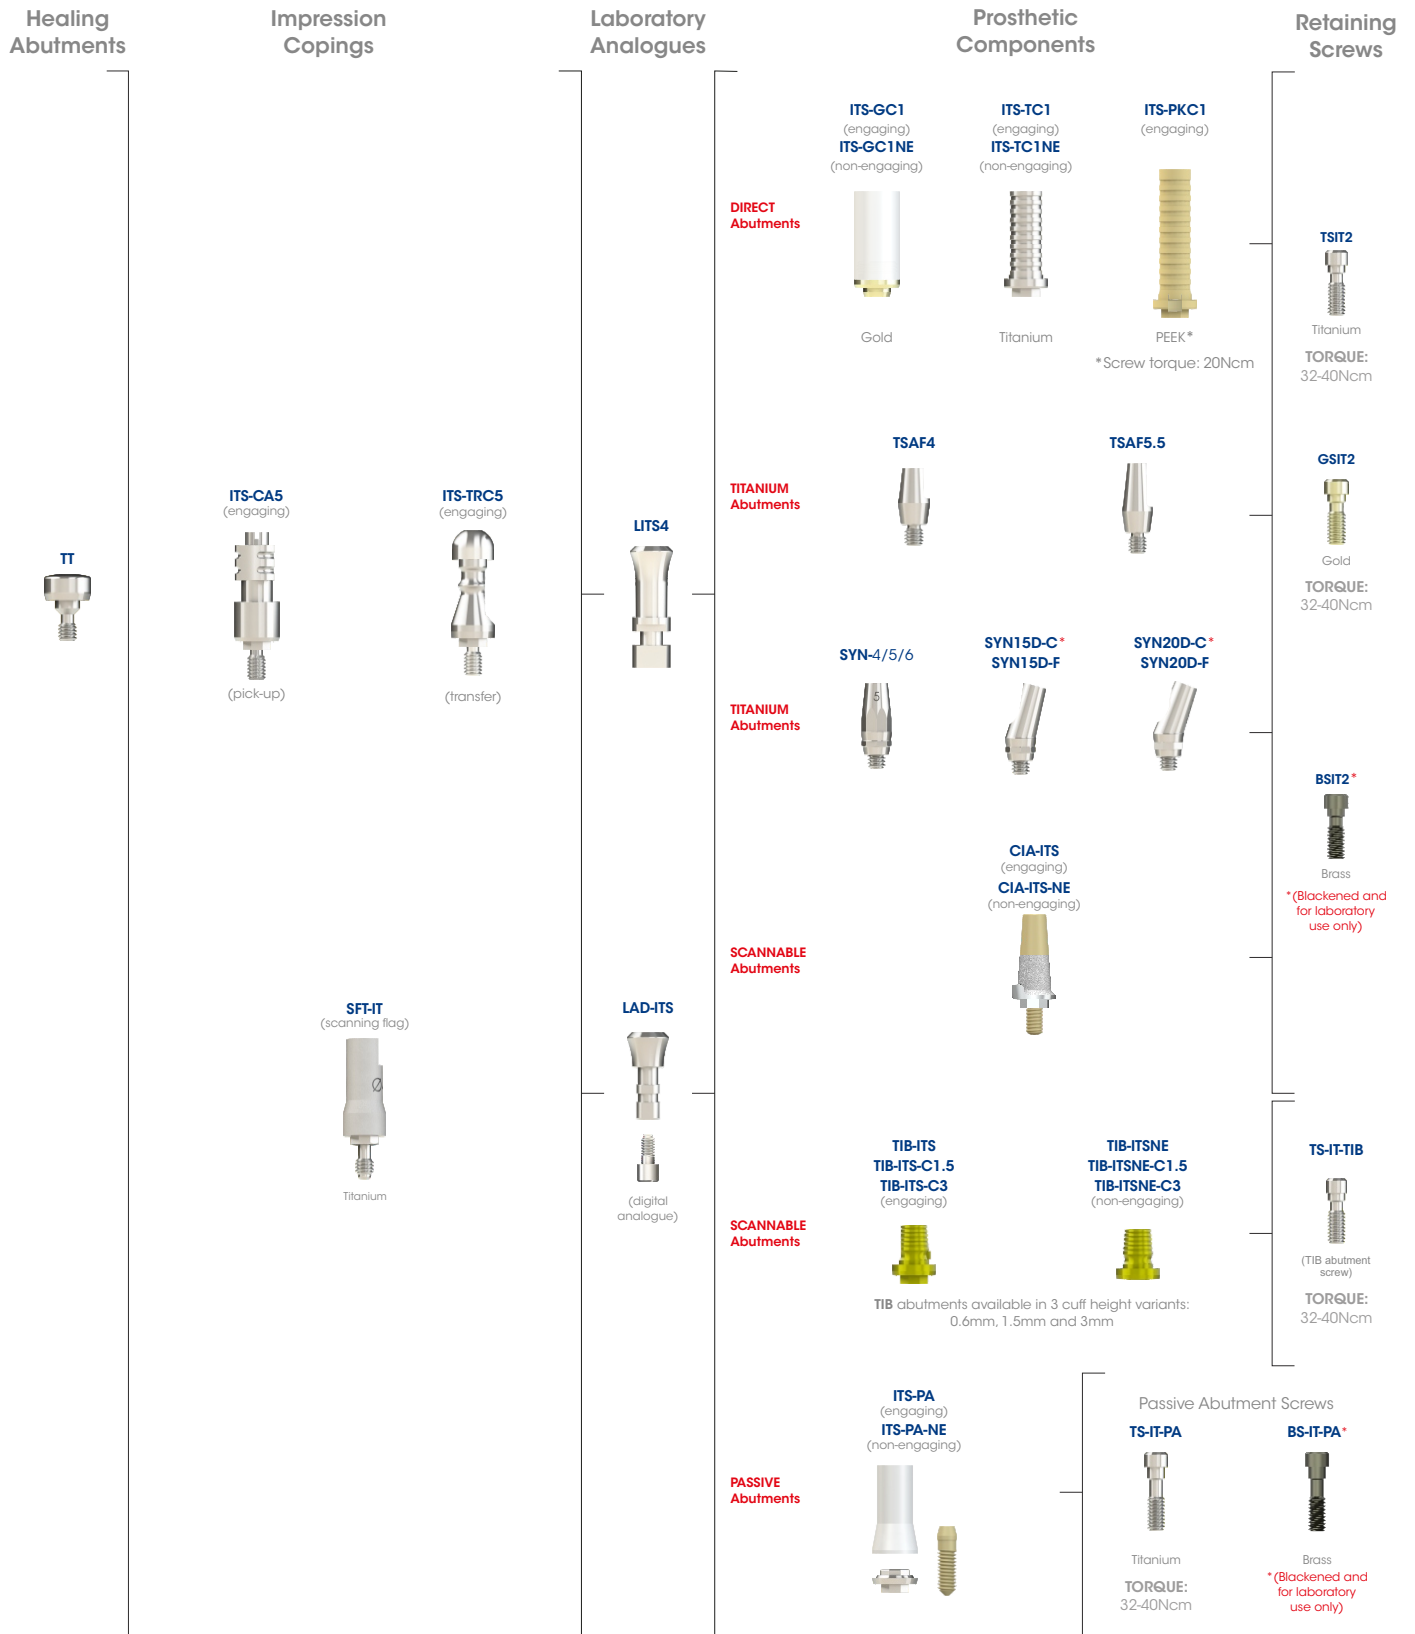 Healing
Abutments
Impression
Copings
Laboratory
Analogues
Prosthetic
Components
Retaining
Screws
TT
ITS-CA5
(engaging)
(pick-up)
ITS-TRC5
(engaging)
(transfer)
SFT-IT
(scanning flag)
Ø
Titanium
LITS4
LAD-ITS
(digital
analogue)
DIRECT
Abutments
ITS-GC1
(engaging)
ITS-GC1NE
(non-engaging)
Gold
ITS-TC1
(engaging)
ITS-TC1NE
(non-engaging)
Titanium
ITS-PKC1
(engaging)
PEEK*
*Screw torque: 20Ncm
TITANIUM
Abutments
TSAF4
TSAF5.5
TITANIUM
Abutments
SYN-4/5/6
5
SYN15D-C*
SYN15D-F
SYN20D-C*
SYN20D-F
SCANNABLE
Abutments
CIA-ITS
(engaging)
CIA-ITS-NE
(non-engaging)
SCANNABLE
Abutments
TIB-ITS
TIB-ITS-C1.5
TIB-ITS-C3
(engaging)
TIB-ITSNE
TIB-ITSNE-C1.5
TIB-ITSNE-C3
(non-engaging)
TIB abutments available in 3 cuff height variants:
0.6mm, 1.5mm and 3mm
PASSIVE
Abutments
ITS-PA
(engaging)
ITS-PA-NE
(non-engaging)
TSIT2
Titanium
TORQUE:
32-40Ncm
GSIT2
Gold
TORQUE:
32-40Ncm
BSIT2*
Brass
*(Blackened and
for laboratory
use only)
TS-IT-TIB
(TIB abutment
screw)
TORQUE:
32-40Ncm
Passive Abutment Screws
TS-IT-PA
Titanium
TORQUE:
32-40Ncm
BS-IT-PA*
Brass
*(Blackened and
for laboratory
use only)